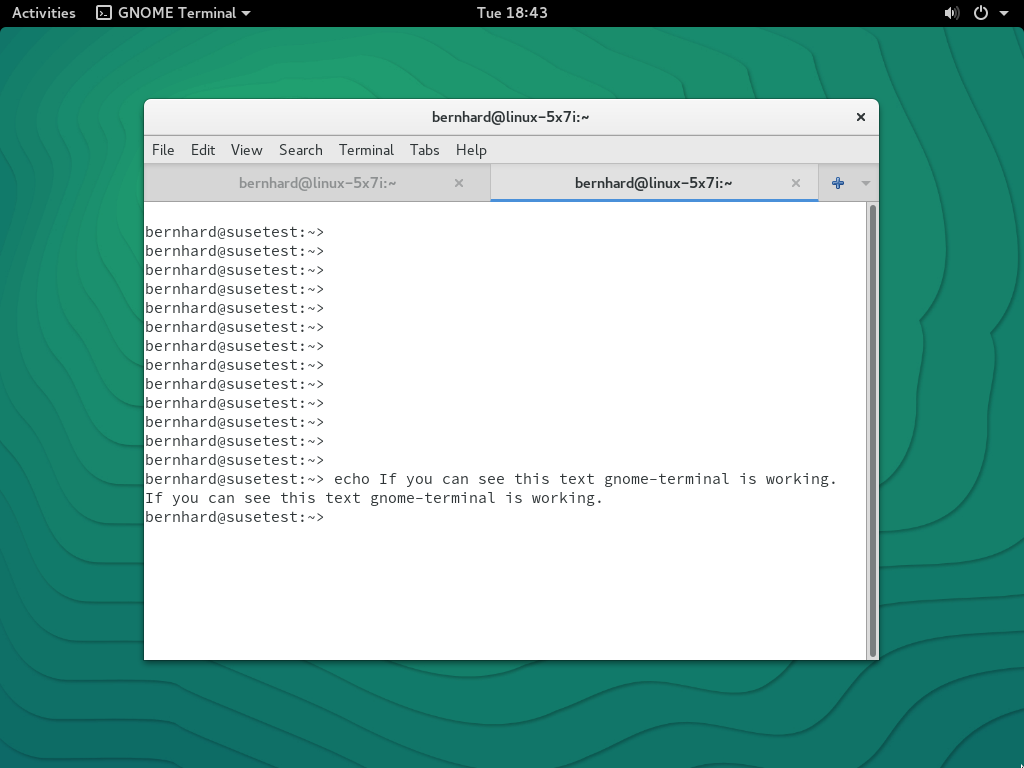 Activities GNOME Terminal Tue 18:43
bernhard@linux-5x7i:~
File Edit View Search Terminal Tabs Help
bernhard@linux-5x7i:~ bernhard@linux-5x7i:~
bernhard@susetest:~>
bernhard@susetest:~>
bernhard@susetest:~>
bernhard@susetest:~>
bernhard@susetest:~>
bernhard@susetest:~>
bernhard@susetest:~>
bernhard@susetest:~>
bernhard@susetest:~>
bernhard@susetest:~>
bernhard@susetest:~>
bernhard@susetest:~>
bernhard@susetest:~>
bernhard@susetest:~> echo If you can see this text gnome-terminal is working.
If you can see this text gnome-terminal is working.
bernhard@susetest:~>